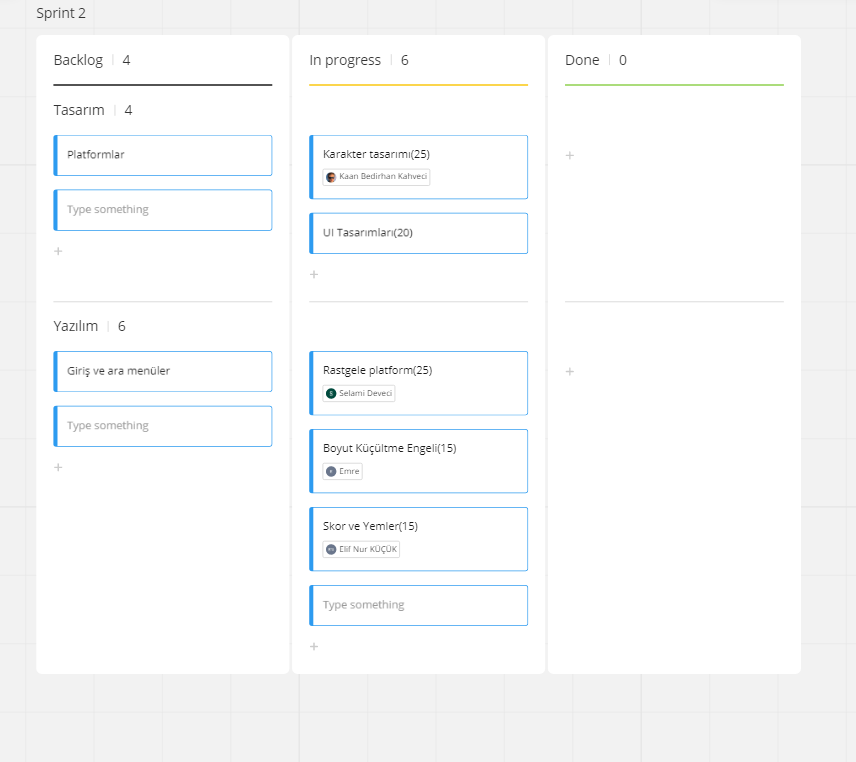 Sprint 2
Backlog | 4
In progress | 6
Done | 0
Tasarım | 4
Platformlar
Type something
+
Karakter tasarımi(25)
Kaan Bedirhan Kahveci
UI Tasarımları(20)
+
+
Yazılım | 6
Giriş ve ara menüler
Type something
+
Rastgele platform(25)
S Selami Deveci
Boyut Küçültme Engeli(15)
Emre
Skor ve Yemler(15)
Elif Nur KÜÇÜK
Type something
+
+